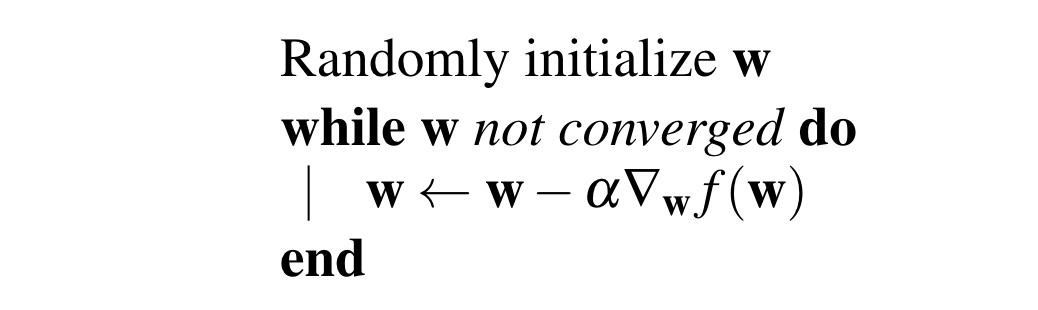 Randomly initialize w
while w not converged do
w ← w − α∇_w f(w)
end